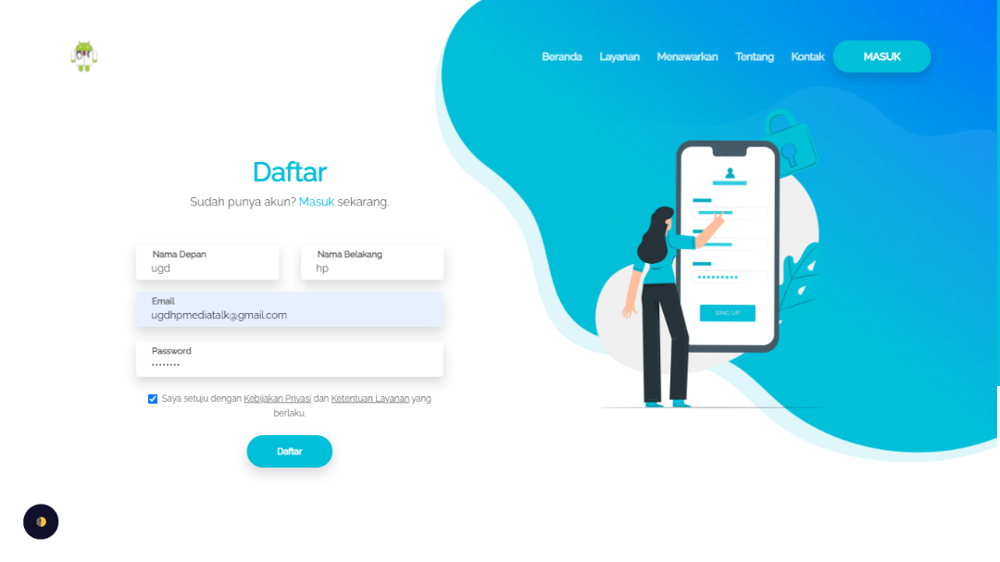 Beranda Layanan Menawarkan Tentang Kontak MASUK
Daftar
Sudah punya akun? Masuk sekarang.
Nama Depan
ugd
Nama Belakang
hp
Email
ugdhpmediatalk@gmail.com
Password
••••••••
Saya setuju dengan Kebijakan Privasi dan Ketentuan Layanan yang
berlaku.
Daftar
SING UP